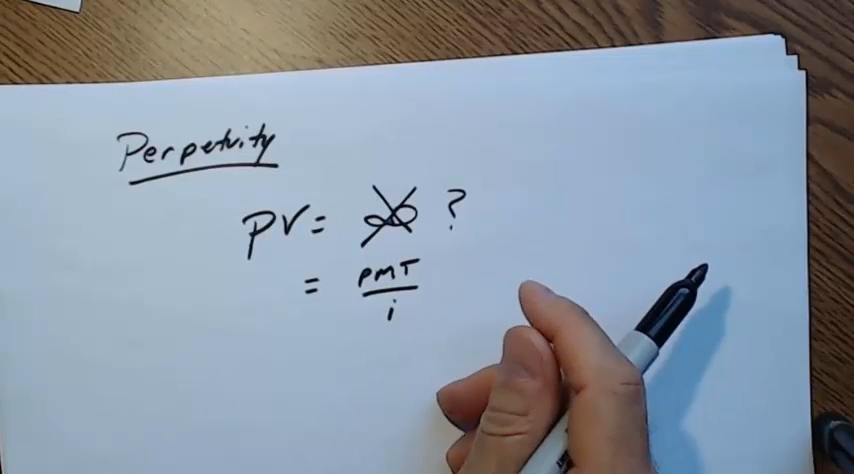 Perpetuity
PV = ∞ ?
= PMT
i